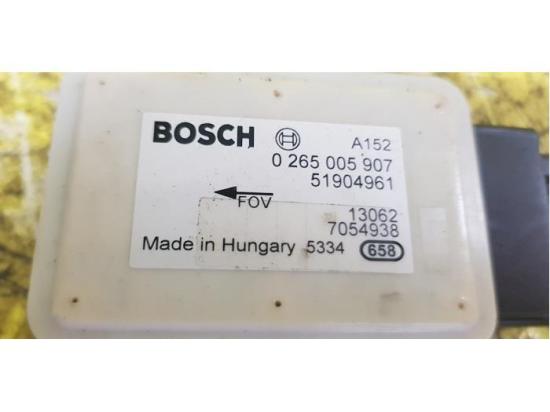 BOSCH A152
0 265 005 907
51904961
FOV
13062
7054938
Made in Hungary 5334 658